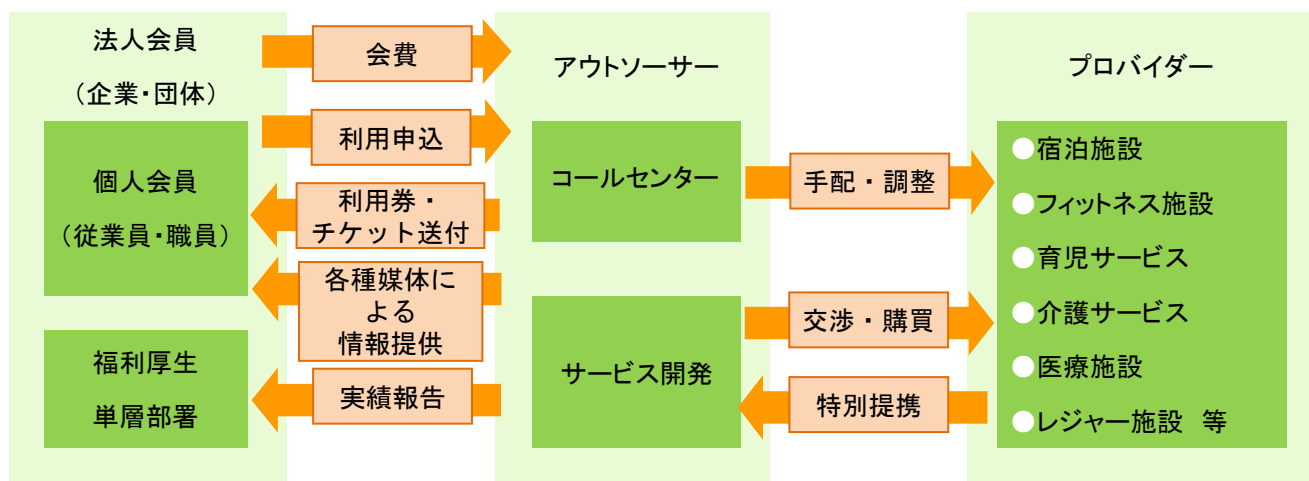 法人会員
（企業・団体）
個人会員
（従業員・職員）
福利厚生
単層部署
会費
利用申込
利用券・
チケット送付
各種媒体に
よる
情報提供
実績報告
アウトソーサー
コールセンター
サービス開発
手配・調整
交渉・購買
特別提携
プロバイダー
●宿泊施設
●フィットネス施設
●育児サービス
●介護サービス
●医療施設
●レジャー施設　等